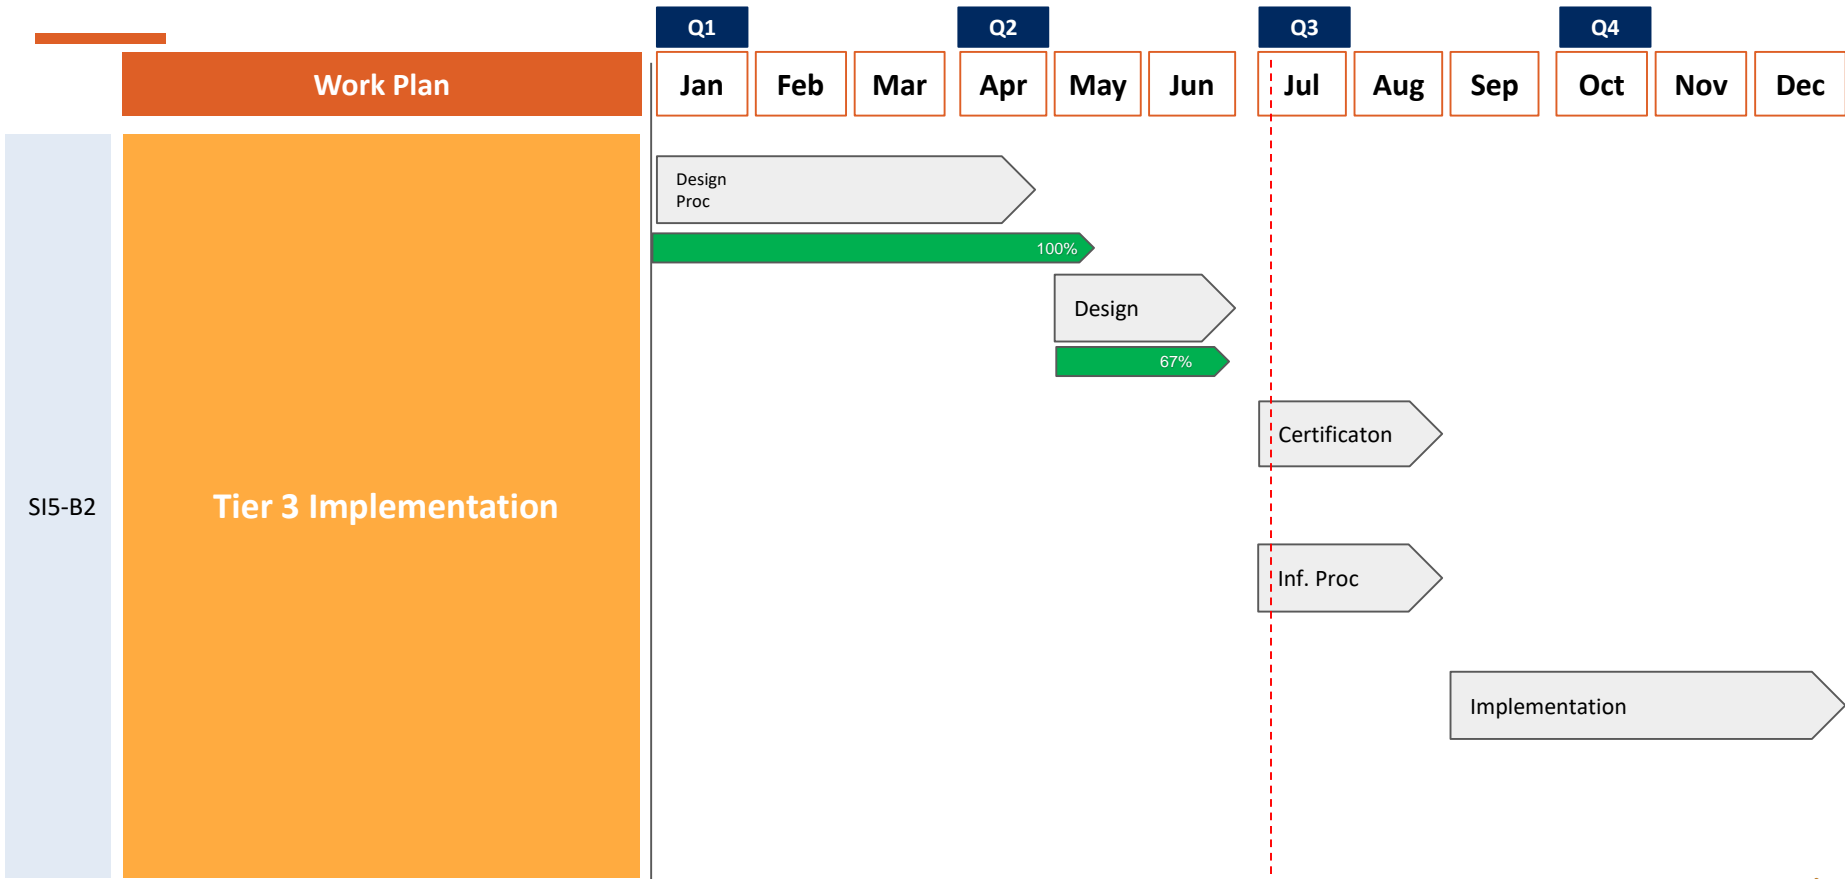 Q1
Q2
Q3
Q4
Work Plan
Jan
Feb
Mar
Apr
May
Jun
Jul
Aug
Sep
Oct
Nov
Dec
Design
Proc
100%
Design
67%
Certificaton
SI5-B2
Tier 3 Implementation
Inf. Proc
Implementation